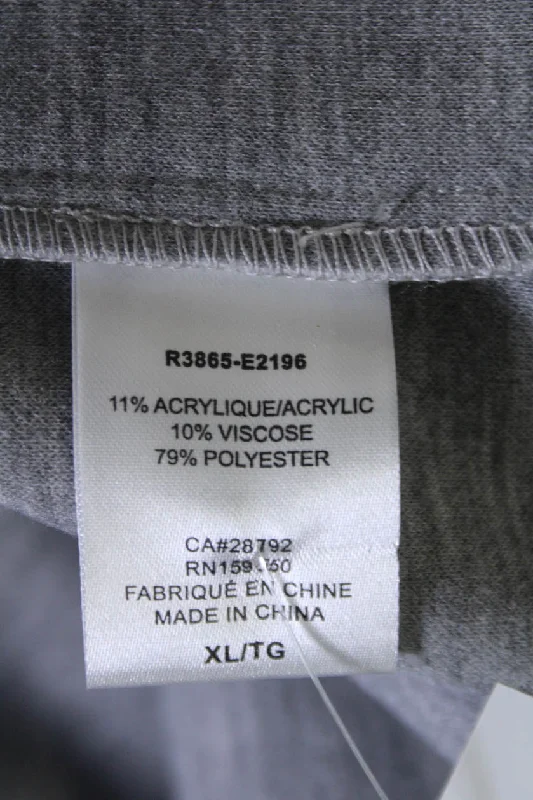 R3865-E2196
11% ACRYLIQUE/ACRYLIC
10% VISCOSE
79% POLYESTER
CA#28792
FABRIQUÉ EN CHINE
MADE IN CHINA
XL/TG